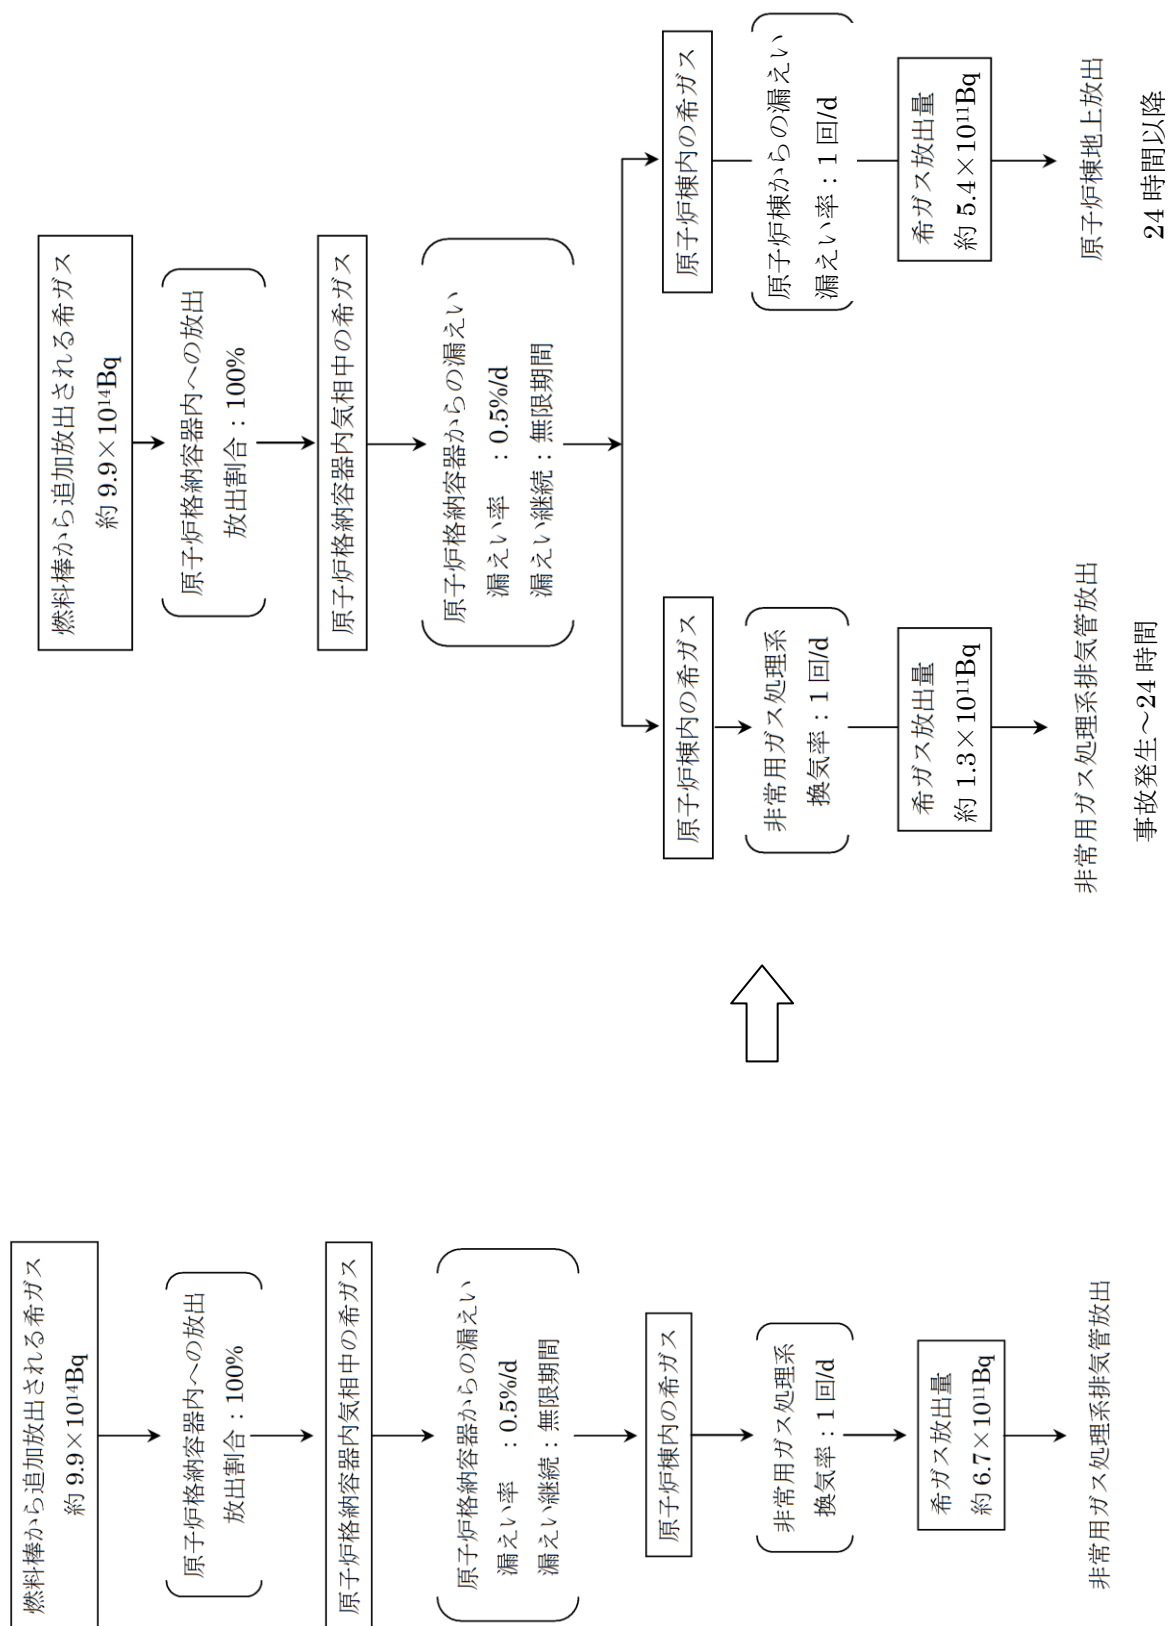 燃料棒から追加放出される希ガス
約 9.9×10¹⁴Bq
原子炉格納容器内への放出
放出割合：100%
原子炉格納容器内気相中の希ガス
原子炉格納容器からの漏えい
漏えい率　：0.5%/d
漏えい継続：無限期間
原子炉棟内の希ガス
非常用ガス処理系
換気率：1 回/d
希ガス放出量
約 6.7×10¹¹Bq
非常用ガス処理系排気管放出
燃料棒から追加放出される希ガス
約 9.9×10¹⁴Bq
原子炉格納容器内への放出
放出割合：100%
原子炉格納容器内気相中の希ガス
原子炉格納容器からの漏えい
漏えい率　：0.5%/d
漏えい継続：無限期間
原子炉棟内の希ガス
非常用ガス処理系
換気率：1 回/d
希ガス放出量
約 1.3×10¹¹Bq
非常用ガス処理系排気管放出
事故発生～24 時間
原子炉棟内の希ガス
原子炉棟からの漏えい
漏えい率：1 回/d
希ガス放出量
約 5.4×10¹¹Bq
原子炉棟地上放出
24 時間以降